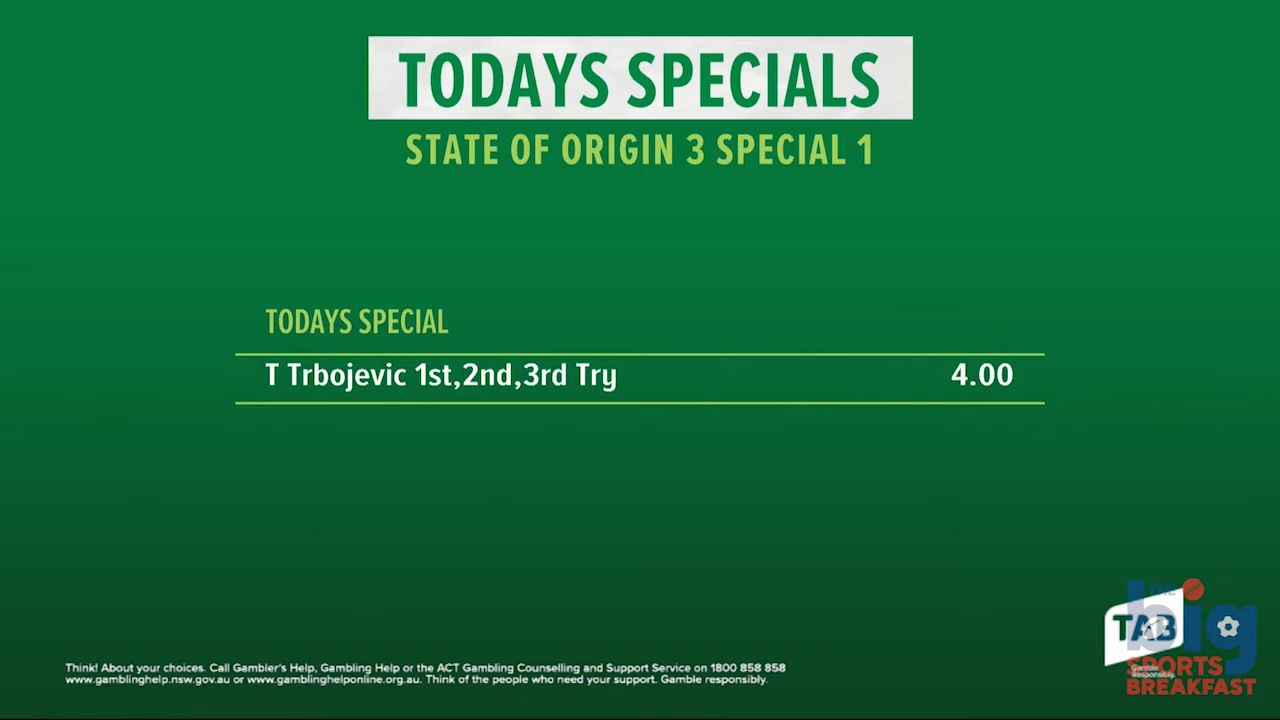 TODAYS SPECIALS
STATE OF ORIGIN 3 SPECIAL 1
TODAYS SPECIAL
T Trbojevic 1st,2nd,3rd Try 4.00
THE
big
TAB
SPORTS
Gamble
Responsibly.
BREAKFAST
Think! About your choices. Call Gambler's Help, Gambling Help or the ACT Gambling Counselling and Support Service on 1800 858 858
www.gamblinghelp.nsw.gov.au or www.gamblinghelponline.org.au. Think of the people who need your support. Gamble responsibly.